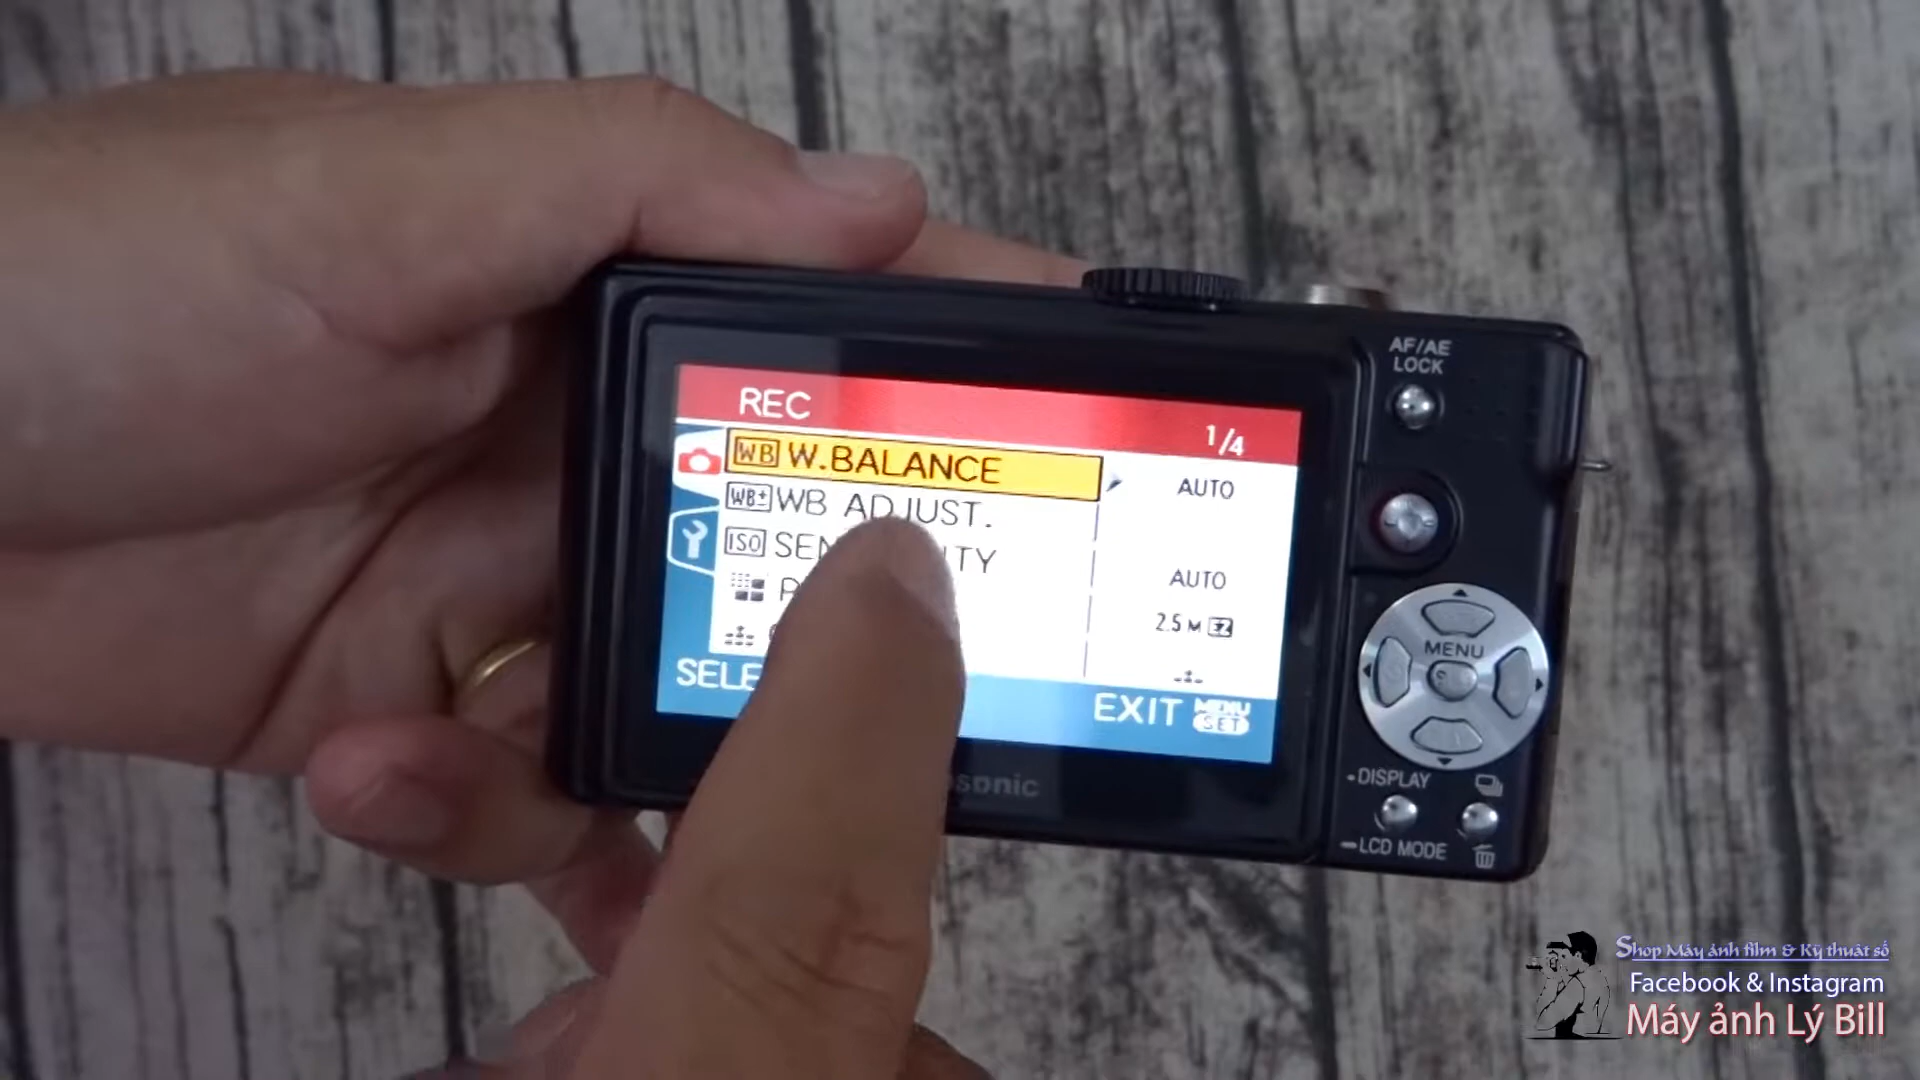 AF/AE
LOCK
REC
1/4
WB W.BALANCE
AUTO
WB± WB ADJUST.
ISO
AUTO
2.5 M EZ
EXIT MENU
SET
MENU
DISPLAY
LCD MODE
Shop Máy ảnh film & Kỹ thuật số
Facebook & Instagram
Máy ảnh Lý Bill